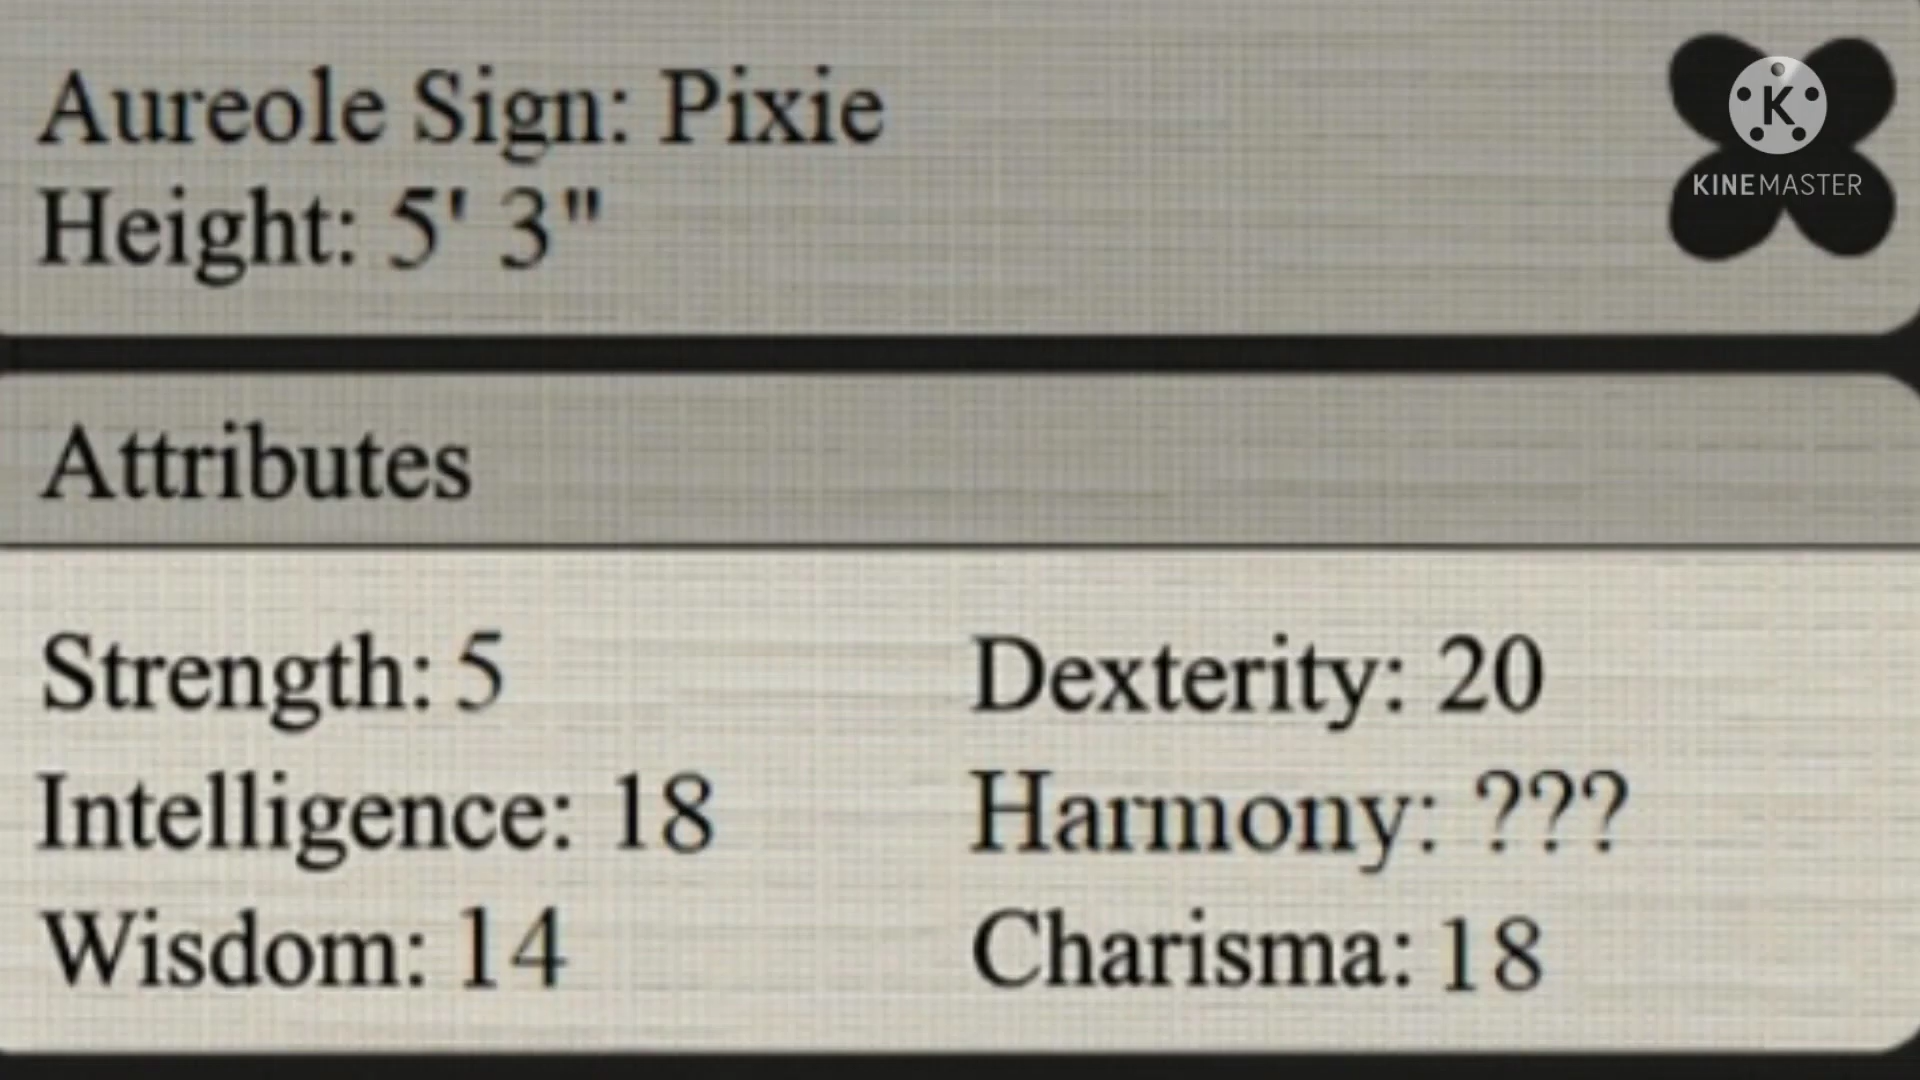 Aureole Sign: Pixie
Height: 5' 3"
K
KINEMASTER
Attributes
Strength: 5
Dexterity: 20
Intelligence: 18
Harmony: ???
Wisdom: 14
Charisma: 18